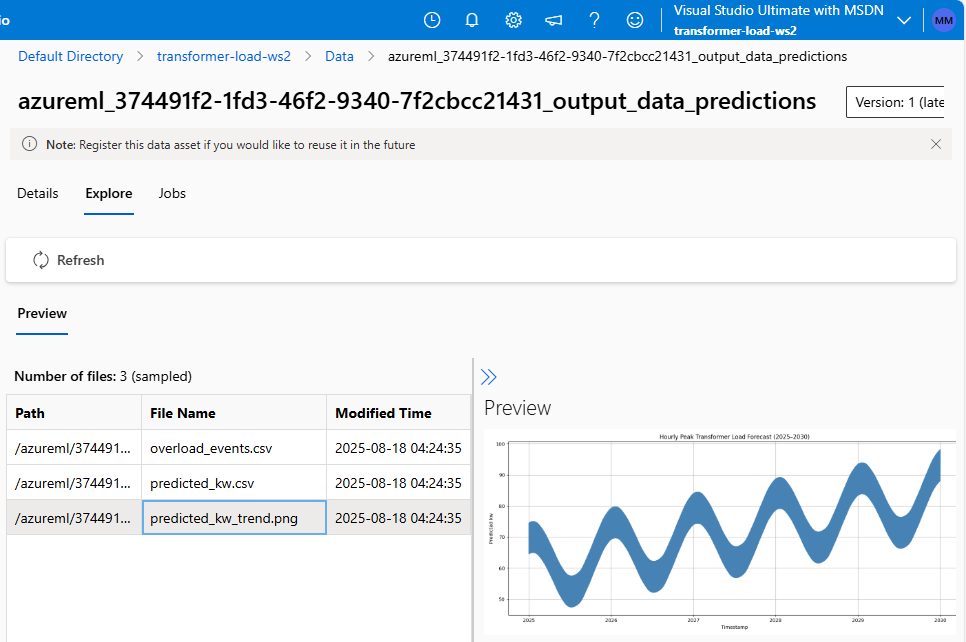 io
Visual Studio Ultimate with MSDN
transformer-load-ws2
MM
Default Directory > transformer-load-ws2 > Data > azureml_374491f2-1fd3-46f2-9340-7f2cbcc21431_output_data_predictions
azureml_374491f2-1fd3-46f2-9340-7f2cbcc21431_output_data_predictions
Version: 1 (late
Note: Register this data asset if you would like to reuse it in the future
Details Explore Jobs
Refresh
Preview
Number of files: 3 (sampled)
Path File Name Modified Time
/azureml/374491... overload_events.csv 2025-08-18 04:24:35
/azureml/374491... predicted_kw.csv 2025-08-18 04:24:35
/azureml/374491... predicted_kw_trend.png 2025-08-18 04:24:35
Preview
Hourly Peak Transformer Load Forecast (2025–2030)
100
90
80
70
60
50
Predicted kW
2025 2026 2027 2028 2029 2030
Timestamp